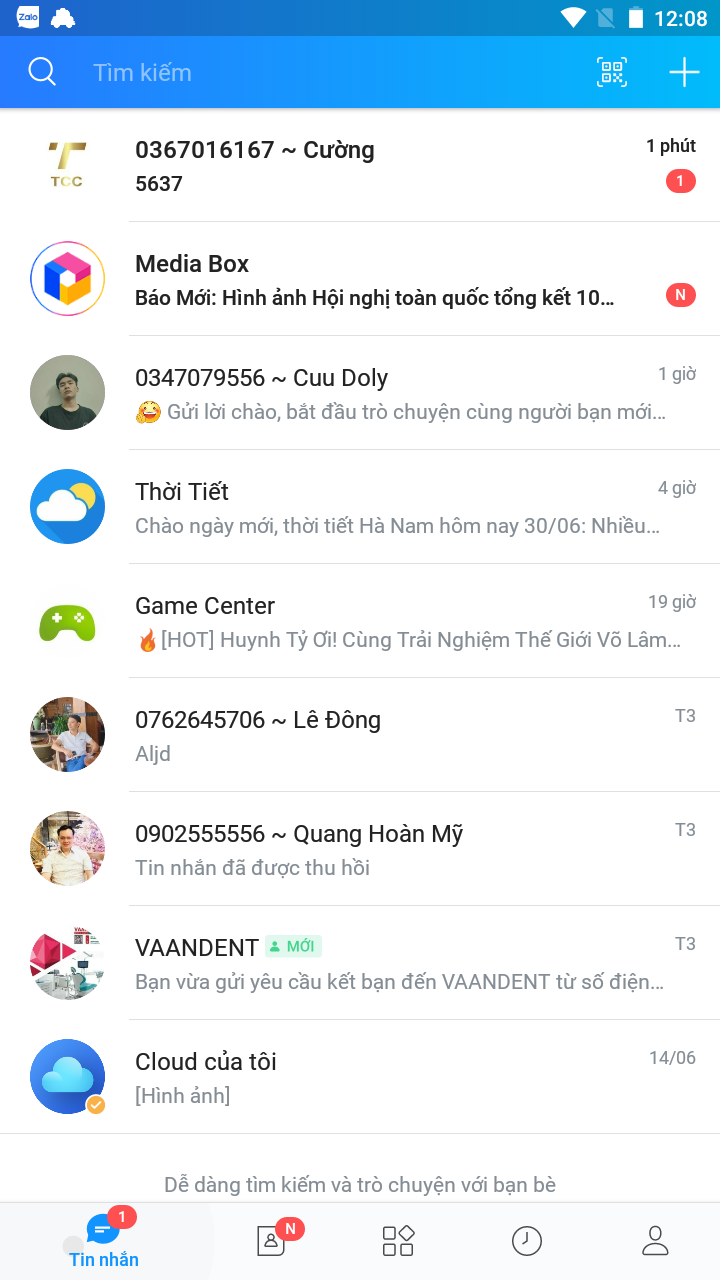 Zalo
12:08
Tìm kiếm
0367016167 ~ Cường
1 phút
TCC
5637
1
Media Box
Báo Mới: Hình ảnh Hội nghị toàn quốc tổng kết 10...
N
0347079556 ~ Cuu Doly
1 giờ
Gửi lời chào, bắt đầu trò chuyện cùng người bạn mới...
Thời Tiết
4 giờ
Chào ngày mới, thời tiết Hà Nam hôm nay 30/06: Nhiều...
Game Center
19 giờ
🔥[HOT] Huynh Tỷ Ơi! Cùng Trải Nghiệm Thế Giới Võ Lâm...
0762645706 ~ Lê Đông
T3
Aljd
0902555556 ~ Quang Hoàn Mỹ
T3
Tin nhắn đã được thu hồi
VAANDENT MỚI
T3
Bạn vừa gửi yêu cầu kết bạn đến VAANDENT từ số điện...
Cloud của tôi
14/06
[Hình ảnh]
Dễ dàng tìm kiếm và trò chuyện với bạn bè
1
N
Tin nhắn